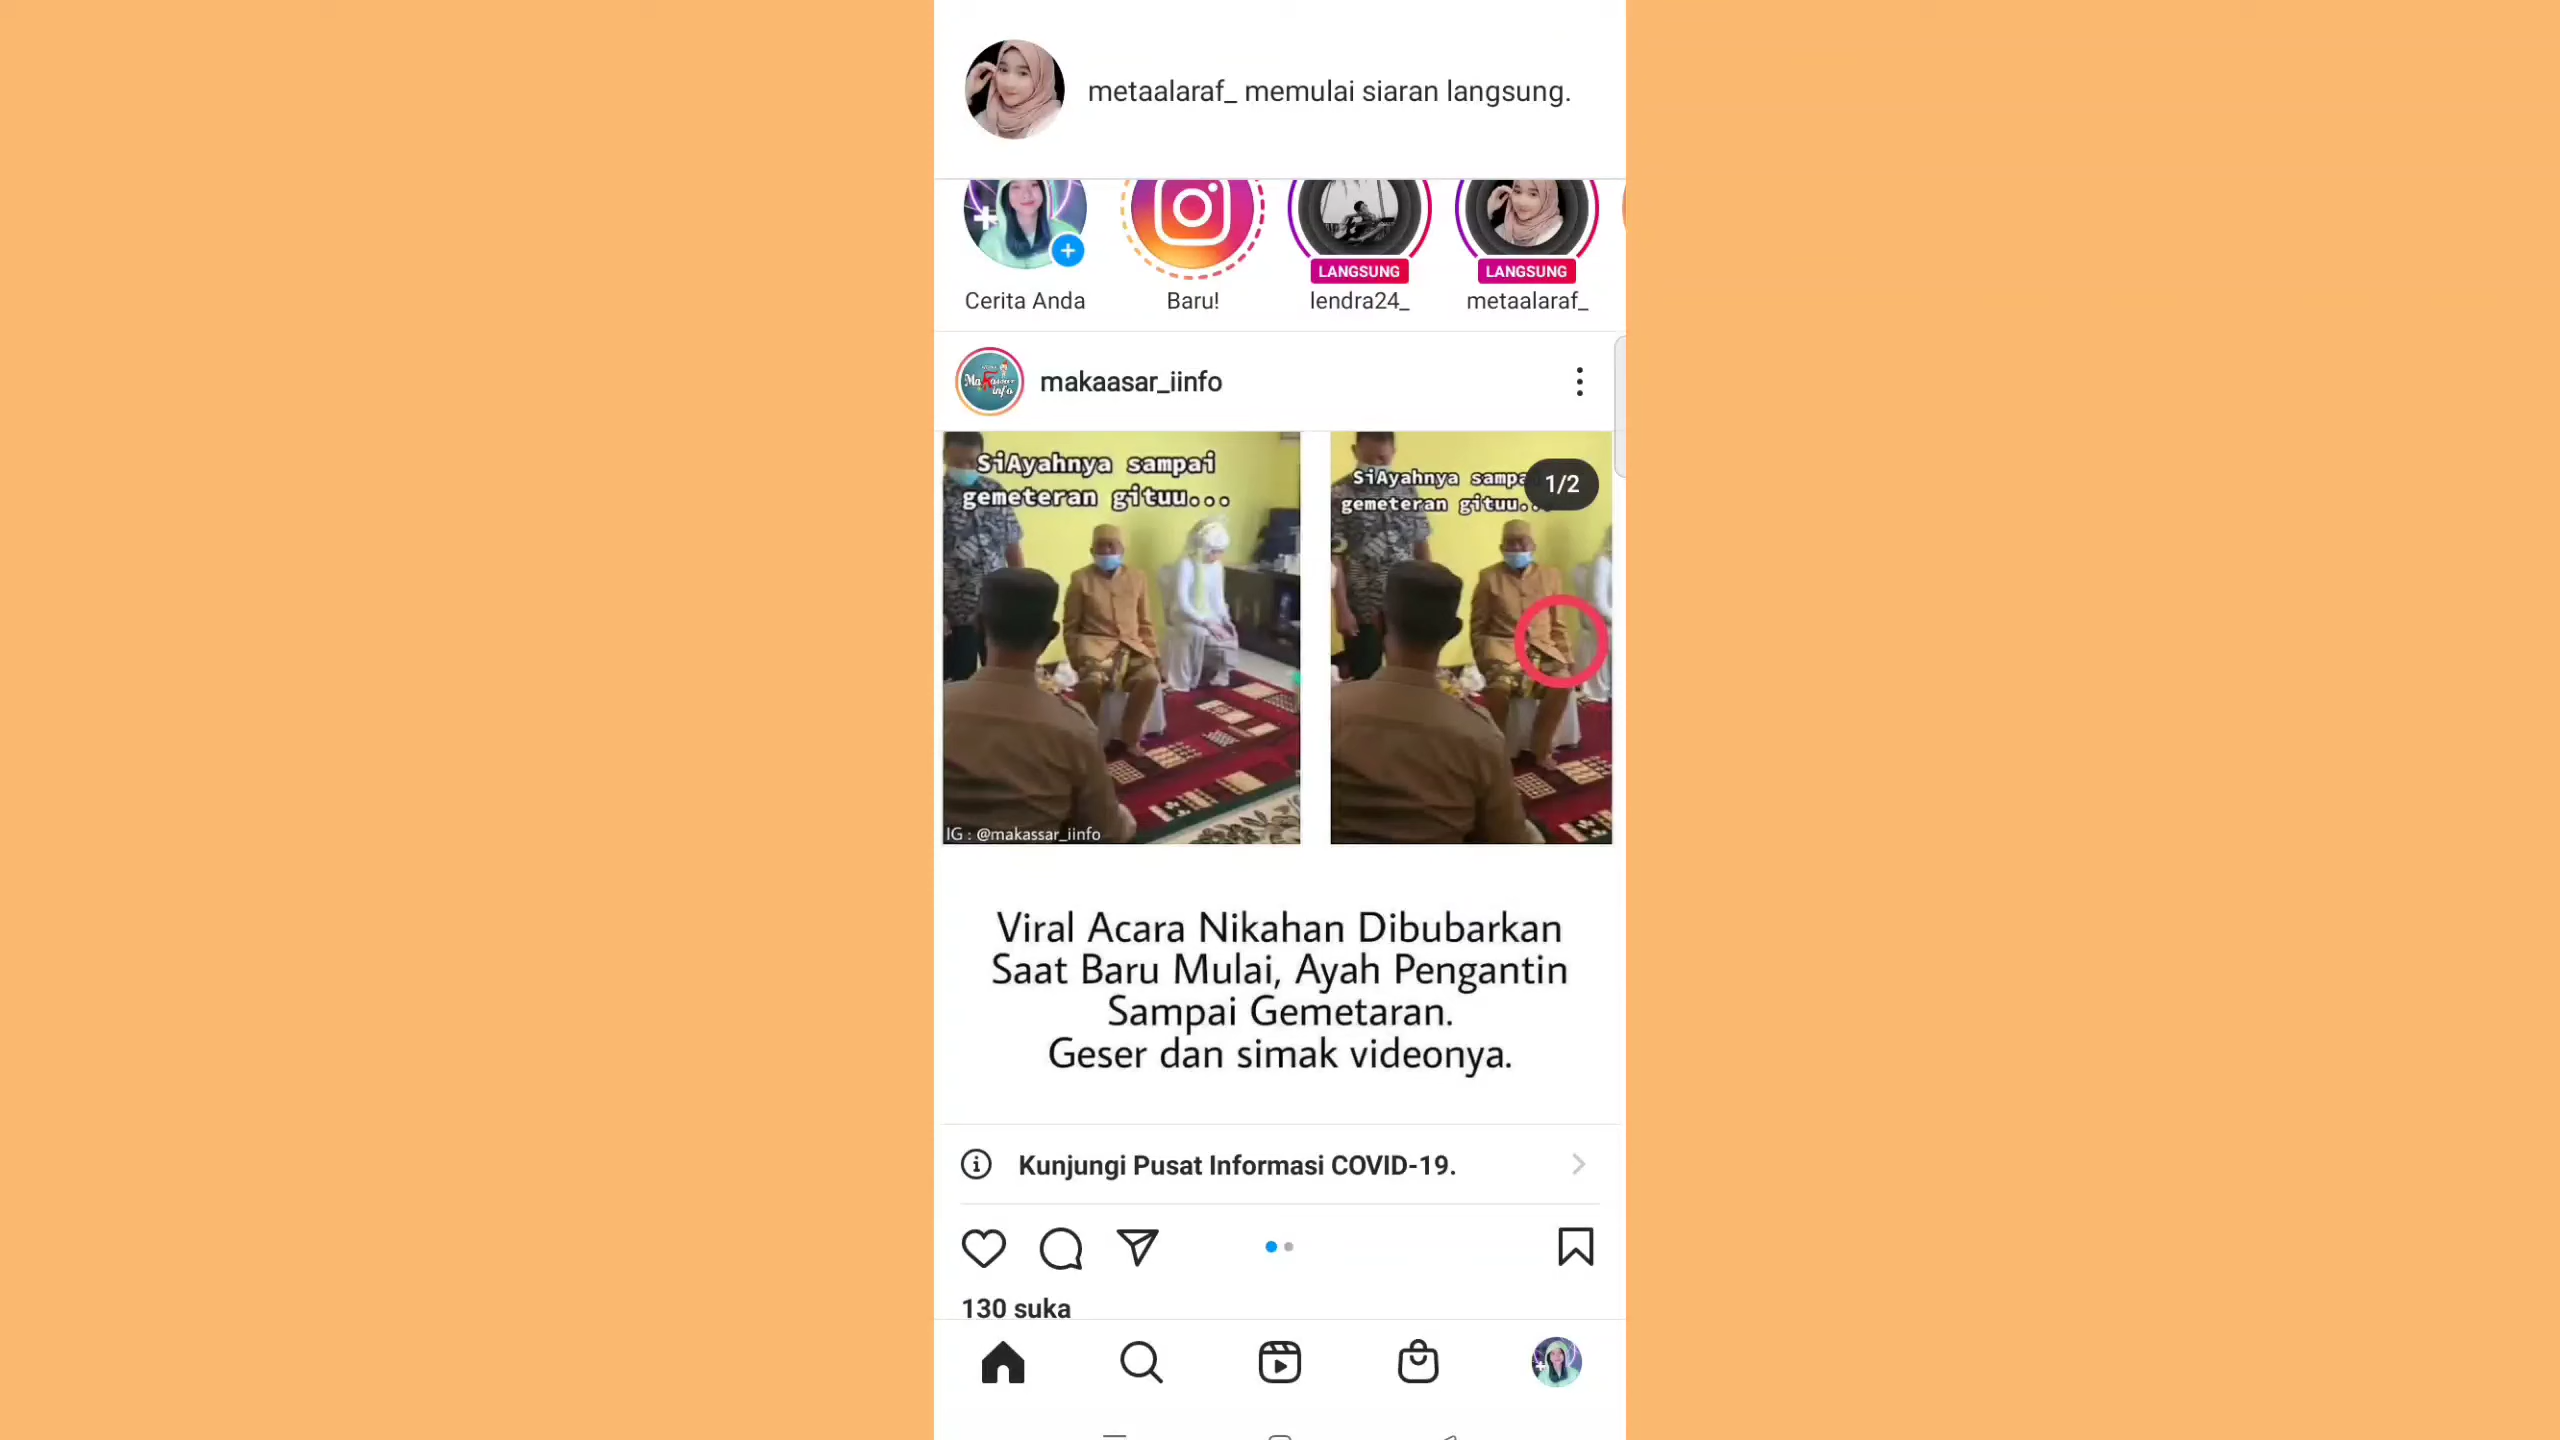 metaalaraf_ memulai siaran langsung.
LANGSUNG
LANGSUNG
Cerita Anda
Baru!
lendra24_
metaalaraf_
makaasar_iinfo
SiAyahnya sampai
gemeteran gituu...
SiAyahnya
gemeteran gituu.
1/2
IG : @makassar_iinfo
Viral Acara Nikahan Dibubarkan
Saat Baru Mulai, Ayah Pengantin
Sampai Gemetaran.
Geser dan simak videonya.
Kunjungi Pusat Informasi COVID-19.
130 suka